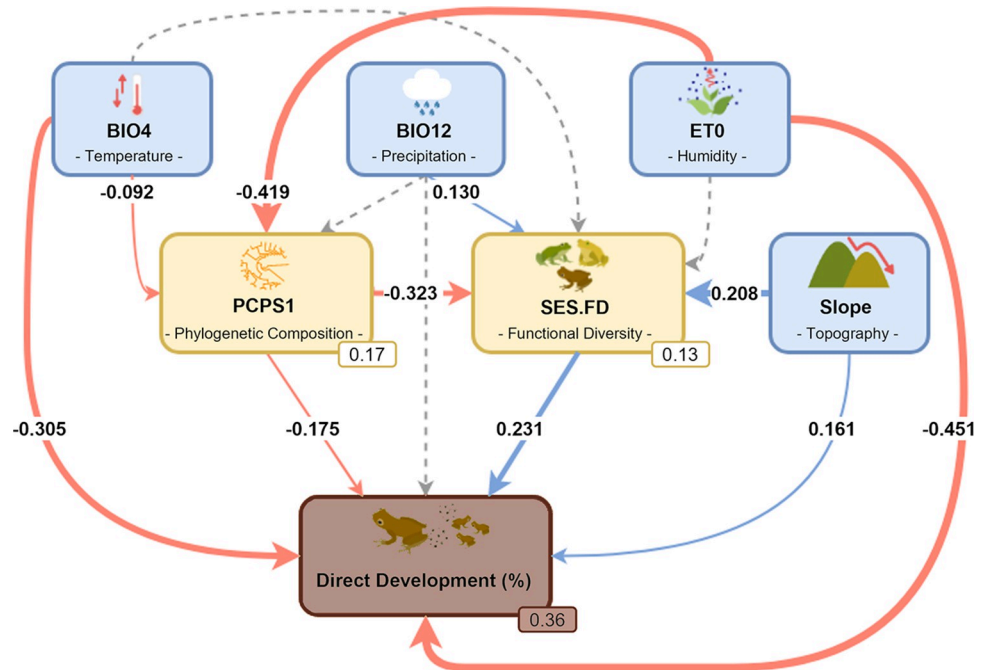 BIO4
- Temperature -
BIO12
- Precipitation -
ET0
- Humidity -
-0.092
-0.419
0.130
PCPS1
- Phylogenetic Composition -
0.17
-0.323
SES.FD
- Functional Diversity -
0.13
0.208
Slope
- Topography -
-0.305
-0.175
0.231
0.161
-0.451
Direct Development (%)
0.36